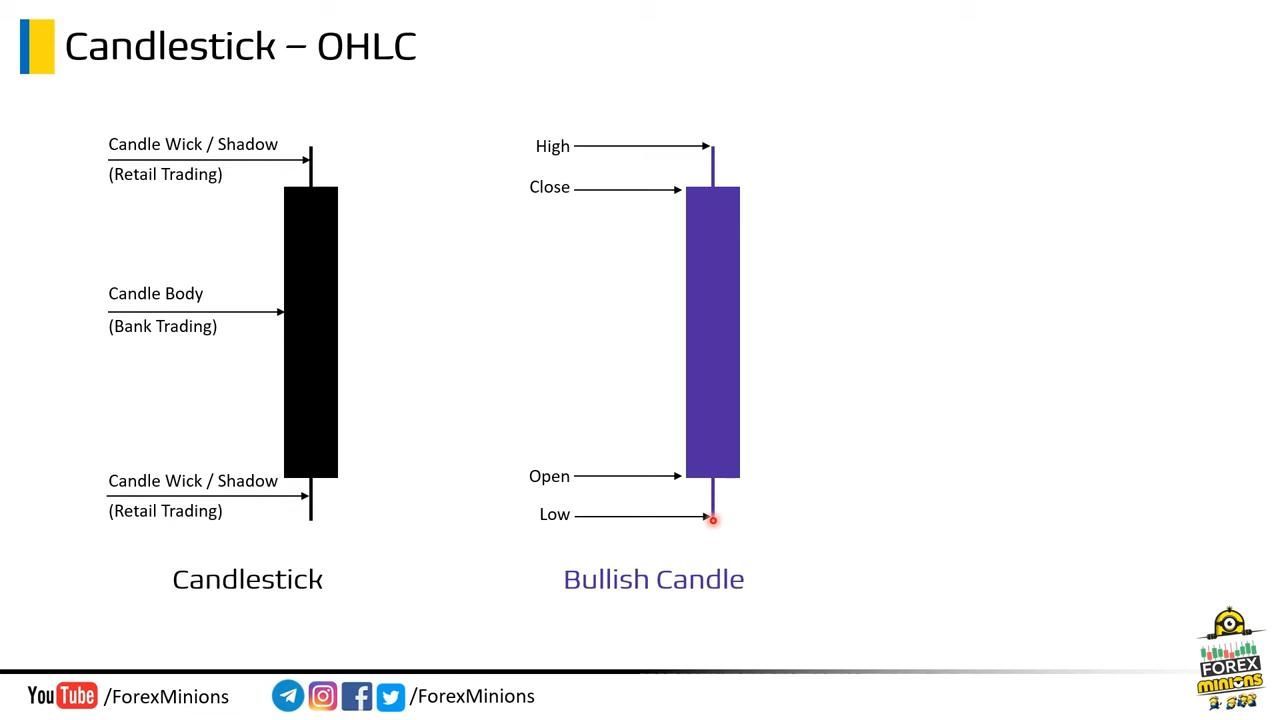 Candlestick – OHLC
Candle Wick / Shadow
(Retail Trading)
Candle Body
(Bank Trading)
Candle Wick / Shadow
(Retail Trading)
Candlestick
High
Close
Open
Low
Bullish Candle
YouTube /ForexMinions
/ForexMinions
FOREX
minions